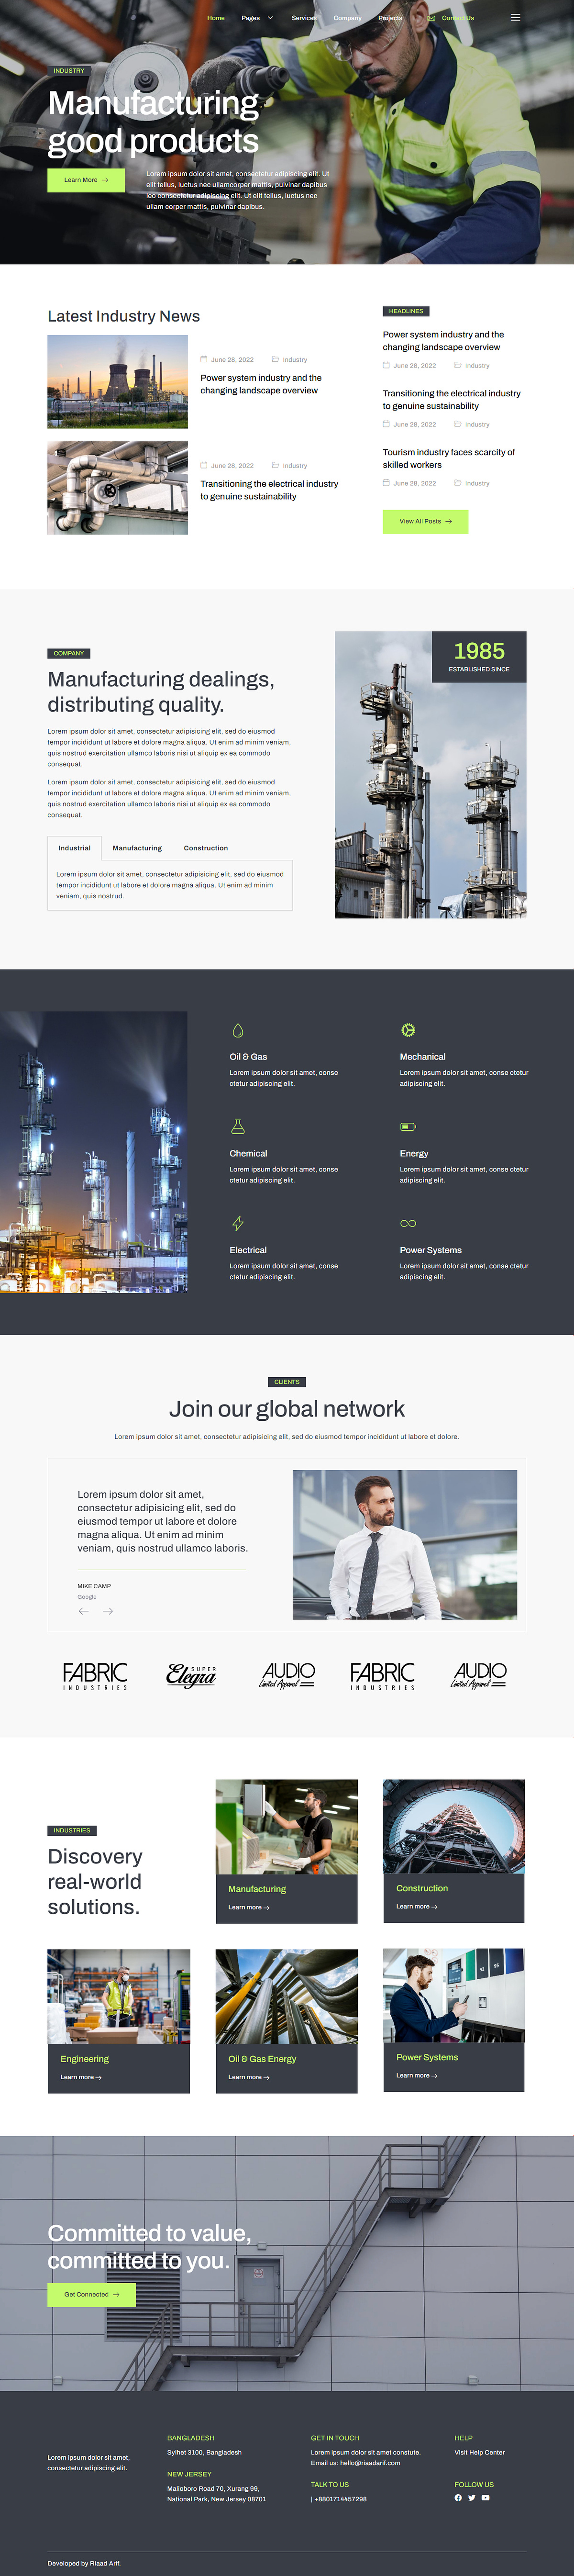 Home
Pages
Services
Company
Projects
Contact Us
INDUSTRY
Manufacturing
good products
Learn More
Lorem ipsum dolor sit amet, consectetur adipiscing elit. Ut
elit tellus, luctus nec ullamcorper mattis, pulvinar dapibus
leo consectetur adipiscing elit. Ut elit tellus, luctus nec
ullam corper mattis, pulvinar dapibus.
Latest Industry News
June 28, 2022
Industry
Power system industry and the
changing landscape overview
June 28, 2022
Industry
Transitioning the electrical industry
to genuine sustainability
HEADLINES
Power system industry and the
changing landscape overview
June 28, 2022
Industry
Transitioning the electrical industry
to genuine sustainability
June 28, 2022
Industry
Tourism industry faces scarcity of
skilled workers
June 28, 2022
Industry
View All Posts
COMPANY
Manufacturing dealings,
distributing quality.
Lorem ipsum dolor sit amet, consectetur adipisicing elit, sed do eiusmod
tempor incididunt ut labore et dolore magna aliqua. Ut enim ad minim veniam,
quis nostrud exercitation ullamco laboris nisi ut aliquip ex ea commodo
consequat.
Lorem ipsum dolor sit amet, consectetur adipisicing elit, sed do eiusmod
tempor incididunt ut labore et dolore magna aliqua. Ut enim ad minim veniam,
quis nostrud exercitation ullamco laboris nisi ut aliquip ex ea commodo
consequat.
Industrial
Manufacturing
Construction
Lorem ipsum dolor sit amet, consectetur adipisicing elit, sed do eiusmod
tempor incididunt ut labore et dolore magna aliqua. Ut enim ad minim
veniam, quis nostrud.
1985
ESTABLISHED SINCE
Oil & Gas
Lorem ipsum dolor sit amet, conse
ctetur adipiscing elit.
Mechanical
Lorem ipsum dolor sit amet, conse ctetur
adipiscing elit.
Chemical
Lorem ipsum dolor sit amet, conse
ctetur adipiscing elit.
Energy
Lorem ipsum dolor sit amet, conse ctetur
adipiscing elit.
Electrical
Lorem ipsum dolor sit amet, conse
ctetur adipiscing elit.
Power Systems
Lorem ipsum dolor sit amet, conse ctetur
adipiscing elit.
CLIENTS
Join our global network
Lorem ipsum dolor sit amet, consectetur adipisicing elit, sed do eiusmod tempor incididunt ut labore et dolore.
Lorem ipsum dolor sit amet,
consectetur adipisicing elit, sed do
eiusmod tempor ut labore et dolore
magna aliqua. Ut enim ad minim
veniam, quis nostrud ullamco laboris.
MIKE CAMP
Google
FABRIC
INDUSTRIES
SUPER
Elegra
AUDIO
Limited Apparel
FABRIC
INDUSTRIES
AUDIO
Limited Apparel
INDUSTRIES
Discovery
real-world
solutions.
Manufacturing
Learn more
Construction
Learn more
Engineering
Learn more
Oil & Gas Energy
Learn more
Power Systems
Learn more
Committed to value,
committed to you.
Get Connected
Lorem ipsum dolor sit amet,
consectetur adipiscing elit.
BANGLADESH
Sylhet 3100, Bangladesh
NEW JERSEY
Malioboro Road 70, Xurang 99,
National Park, New Jersey 08701
GET IN TOUCH
Lorem ipsum dolor sit amet constute.
Email us: hello@riaadarif.com
TALK TO US
| +8801714457298
HELP
Visit Help Center
FOLLOW US
Developed by Riaad Arif.